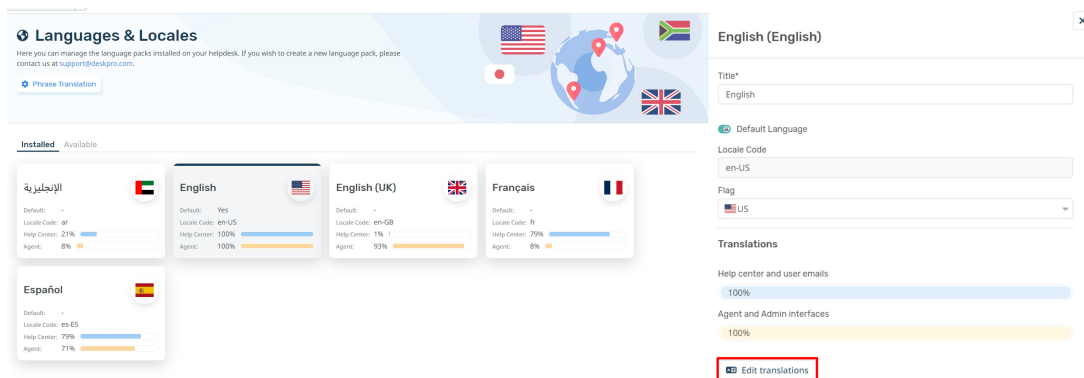 Languages & Locales
Here you can manage the language packs installed on your helpdesk. If you wish to create a new language pack, please
contact us at support@deskpro.com.
Phrase Translation
Installed Available
الإنجليزية
Default: -
Locale Code: ar
Help Center: 21%
Agent: 8%
English
Default: Yes
Locale Code: en-US
Help Center: 100%
Agent: 100%
English (UK)
Default: -
Locale Code: en-GB
Help Center: 1%
Agent: 93%
Français
Default: -
Locale Code: fr
Help Center: 79%
Agent: 8%
Español
Default: -
Locale Code: es-ES
Help Center: 79%
Agent: 71%
English (English)
Title*
English
Default Language
Locale Code
en-US
Flag
US
Translations
Help center and user emails
100%
Agent and Admin interfaces
100%
Edit translations